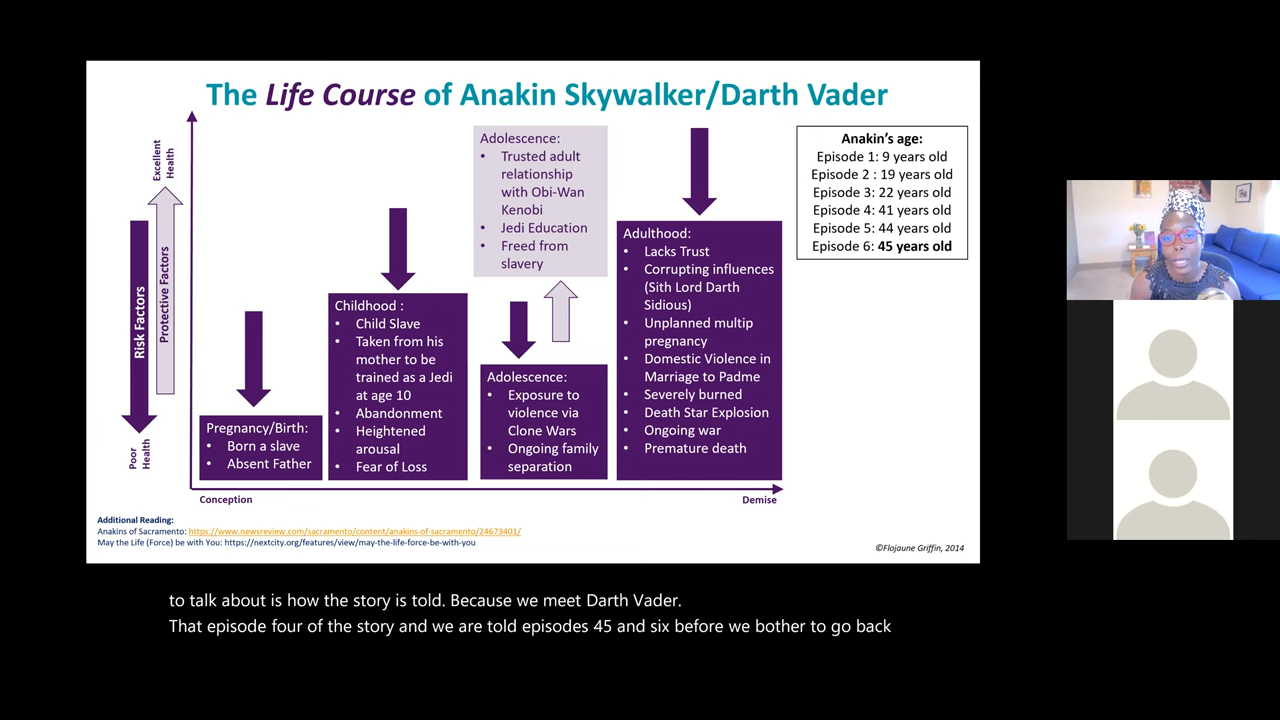 The Life Course of Anakin Skywalker/Darth Vader
Excellent
Health
Risk Factors
Protective Factors
Poor
Health
Pregnancy/Birth:
• Born a slave
• Absent Father
Childhood :
• Child Slave
• Taken from his
mother to be
trained as a Jedi
at age 10
• Abandonment
• Heightened
arousal
• Fear of Loss
Adolescence:
• Trusted adult
relationship
with Obi-Wan
Kenobi
• Jedi Education
• Freed from
slavery
Adolescence:
• Exposure to
violence via
Clone Wars
• Ongoing family
separation
Adulthood:
• Lacks Trust
• Corrupting influences
(Sith Lord Darth
Sidious)
• Unplanned multip
pregnancy
• Domestic Violence in
Marriage to Padme
• Severely burned
• Death Star Explosion
• Ongoing war
• Premature death
Anakin's age:
Episode 1: 9 years old
Episode 2 : 19 years old
Episode 3: 22 years old
Episode 4: 41 years old
Episode 5: 44 years old
Episode 6: 45 years old
Conception
Demise
Additional Reading:
Anakins of Sacramento: https://www.newsreview.com/sacramento/content/anakins-of-sacramento/24673401/
May the Life (Force) be with You: https://nextcity.org/features/view/may-the-life-force-be-with-you
©Flojaune Griffin, 2014
to talk about is how the story is told. Because we meet Darth Vader.
That episode four of the story and we are told episodes 45 and six before we bother to go back